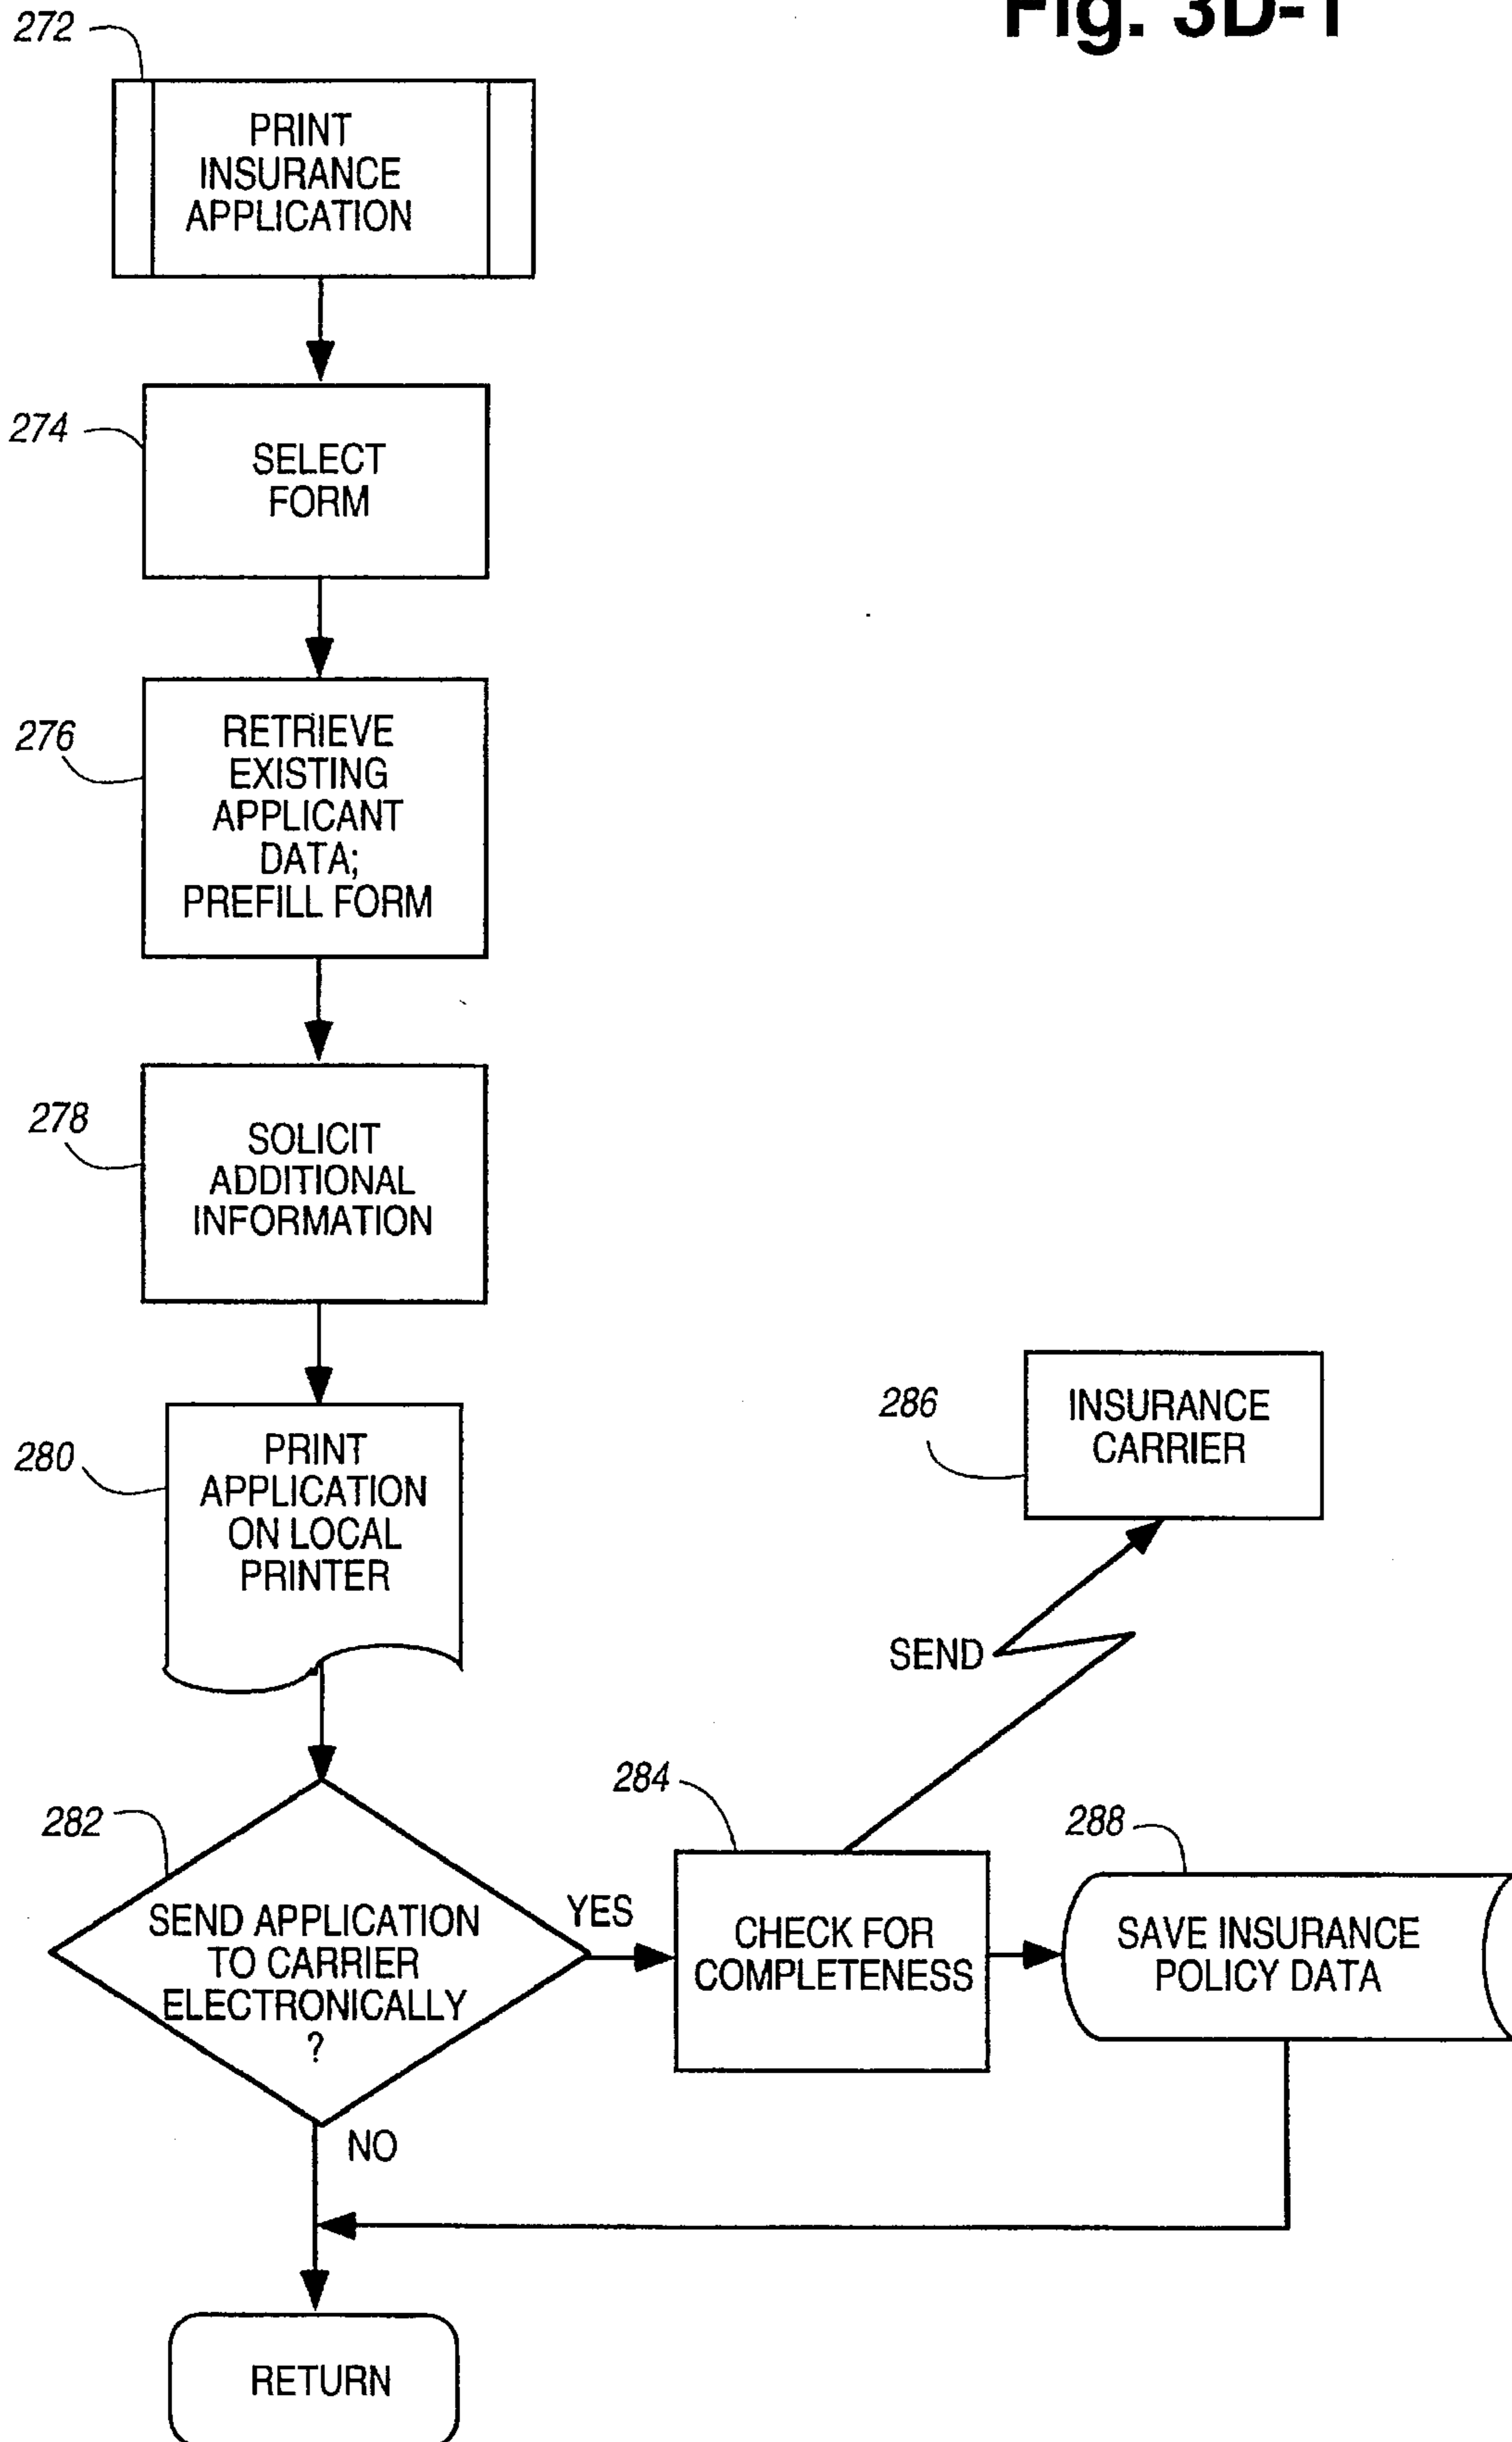 Fig. 3D-1
272
PRINT
INSURANCE
APPLICATION
274
SELECT
FORM
276
RETRIEVE
EXISTING
APPLICANT
DATA;
PREFILL FORM
278
SOLICIT
ADDITIONAL
INFORMATION
280
PRINT
APPLICATION
ON LOCAL
PRINTER
286
INSURANCE
CARRIER
SEND
282
SEND APPLICATION
TO CARRIER
ELECTRONICALLY
?
YES
NO
284
CHECK FOR
COMPLETENESS
288
SAVE INSURANCE
POLICY DATA
RETURN